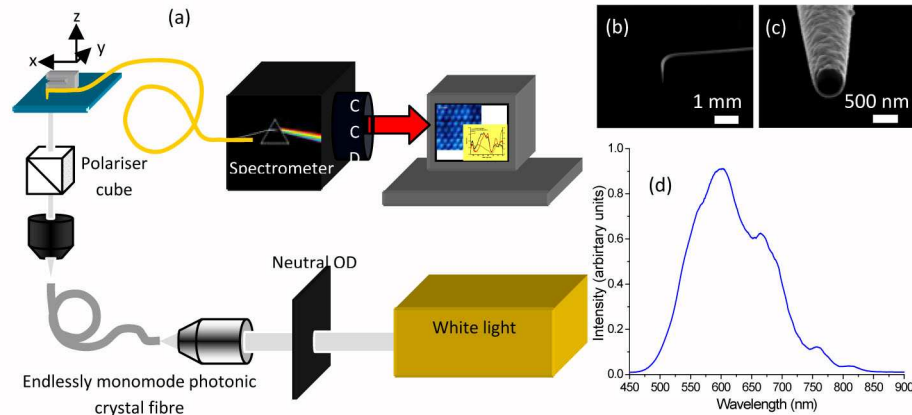 (a)
z
y
x
C
C
D
Spectrometer
Polariser
cube
Neutral OD
White light
Endlessly monomode photonic
crystal fibre
(b)
1 mm
(c)
500 nm
(d)
Intensity (arbirtary units)
1.0
0.8
0.6
0.4
0.2
0.0
450 500 550 600 650 700 750 800 850 900
Wavelength (nm)